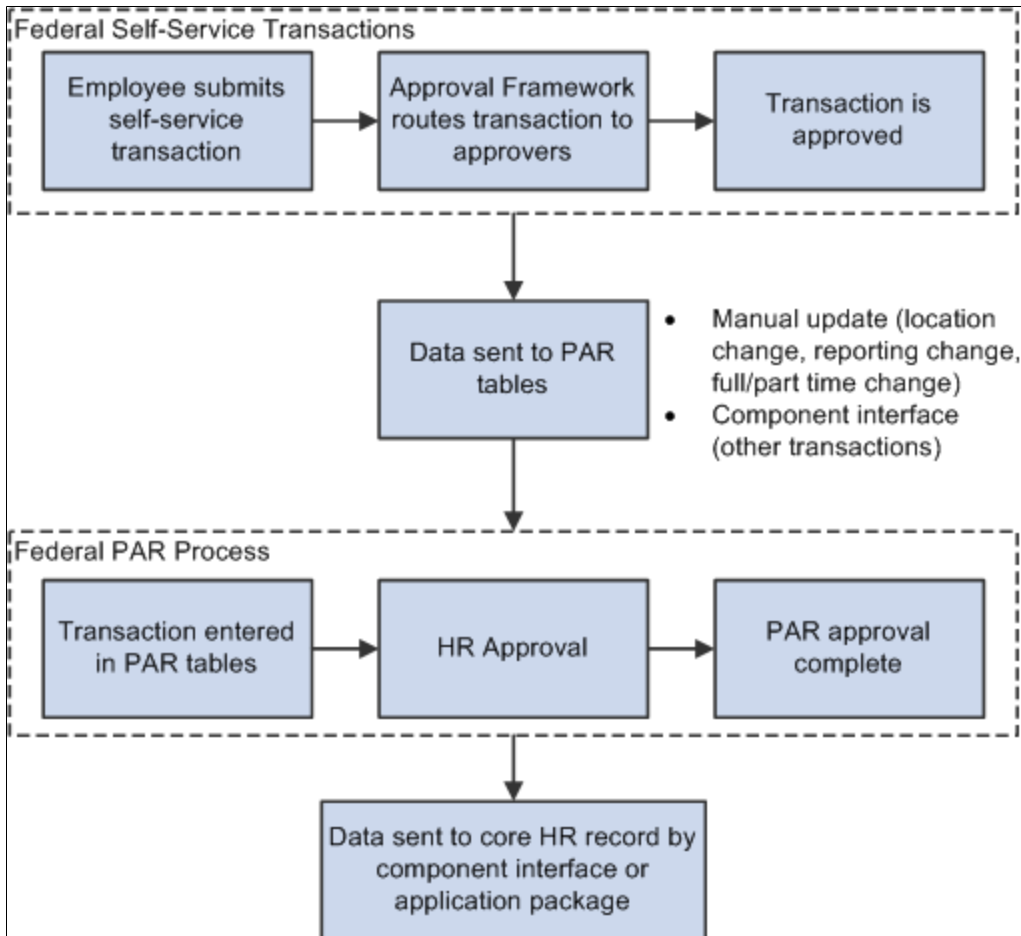 Federal Self-Service Transactions
Employee submits
self-service
transaction
Approval Framework
routes transaction to
approvers
Transaction is
approved
Data sent to PAR
tables
• Manual update (location
change, reporting change,
full/part time change)
• Component interface
(other transactions)
Federal PAR Process
Transaction entered
in PAR tables
HR Approval
PAR approval
complete
Data sent to core HR record by
component interface or
application package